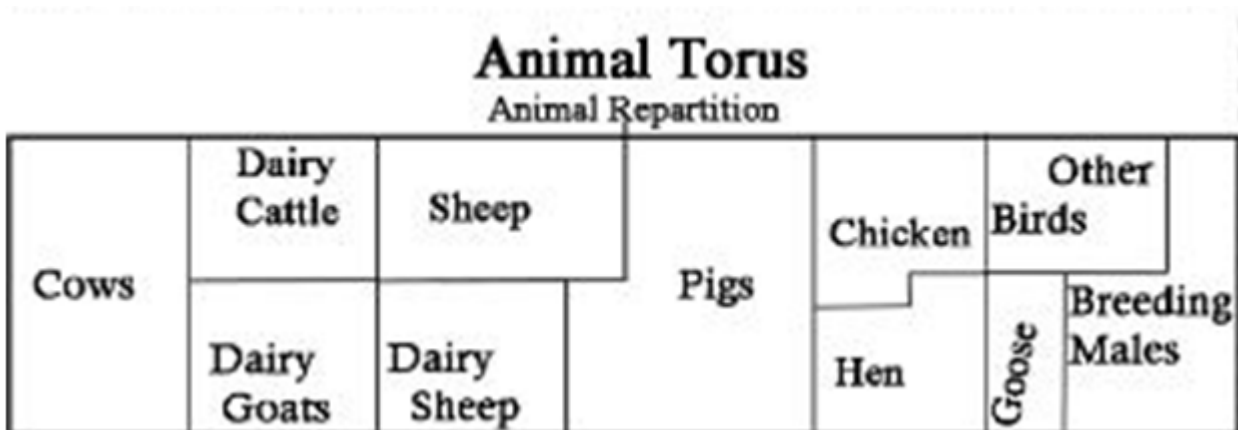 Animal Torus
Animal Repartition
Cows
Dairy
Cattle
Sheep
Dairy
Goats
Dairy
Sheep
Pigs
Chicken
Hen
Other
Birds
Goose
Breeding
Males